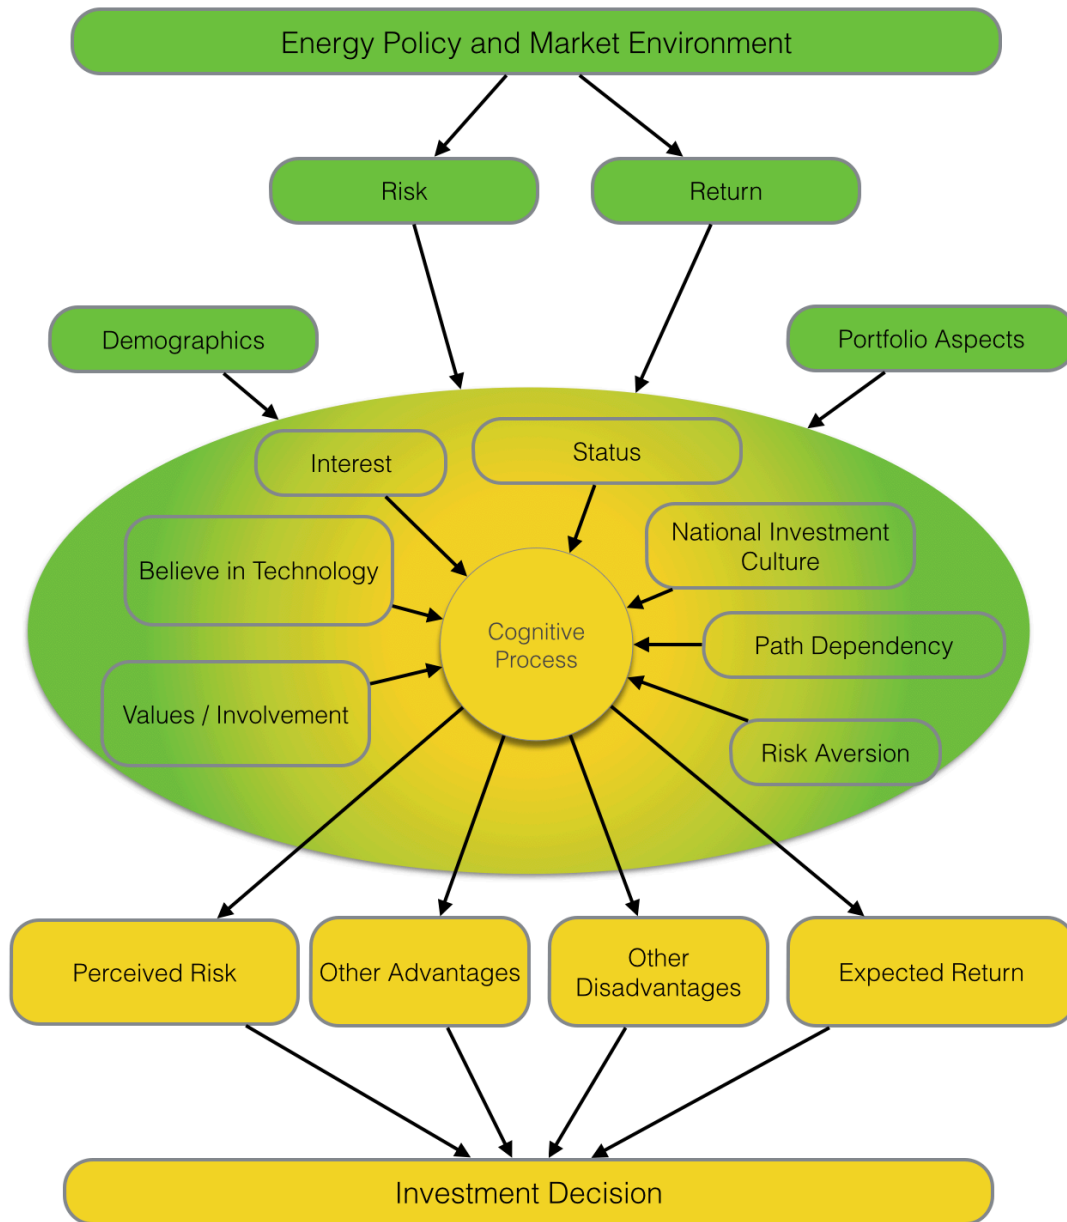 Energy Policy and Market Environment
Risk
Return
Demographics
Portfolio Aspects
Interest
Status
National Investment
Culture
Believe in Technology
Cognitive
Process
Path Dependency
Values / Involvement
Risk Aversion
Perceived Risk
Other Advantages
Other
Disadvantages
Expected Return
Investment Decision